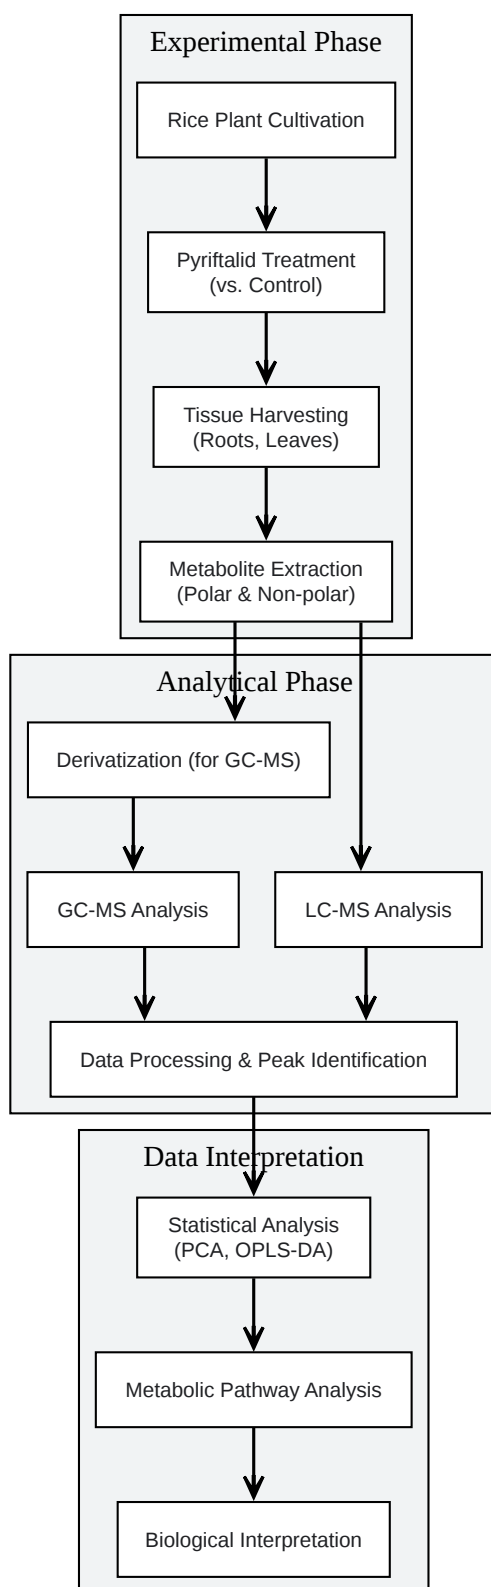 Experimental Phase
Rice Plant Cultivation
Pyriftalid Treatment
(vs. Control)
Tissue Harvesting
(Roots, Leaves)
Metabolite Extraction
(Polar & Non-polar)
Analytical Phase
Derivatization (for GC-MS)
GC-MS Analysis
LC-MS Analysis
Data Processing & Peak Identification
Data Interpretation
Statistical Analysis
(PCA, OPLS-DA)
Metabolic Pathway Analysis
Biological Interpretation